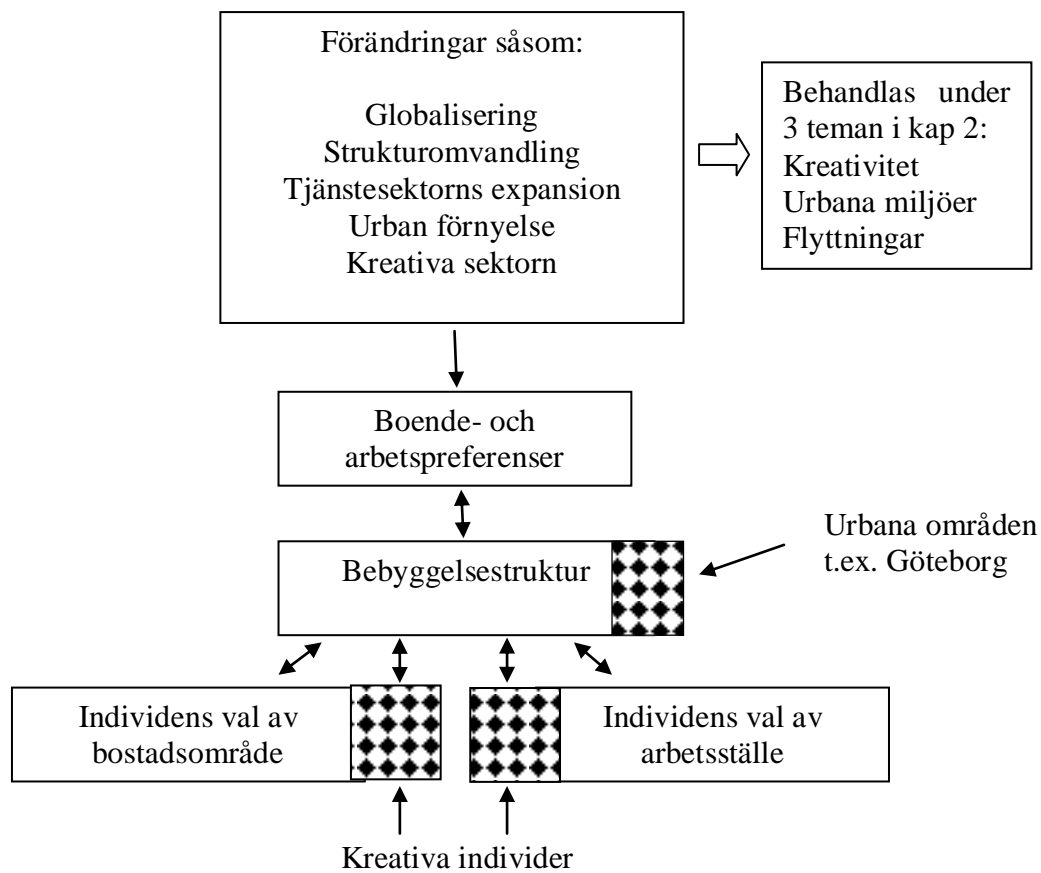 Förändringar såsom:
Globalisering
Strukturomvandling
Tjänstesektorns expansion
Urban förnyelse
Kreativa sektorn
Behandlas under
3 teman i kap 2:
Kreativitet
Urbana miljöer
Flyttningar
Boende- och
arbetspreferenser
Bebyggelsestruktur
Urbana områden
t.ex. Göteborg
Individens val av
bostadsområde
Individens val av
arbetsställe
Kreativa individer